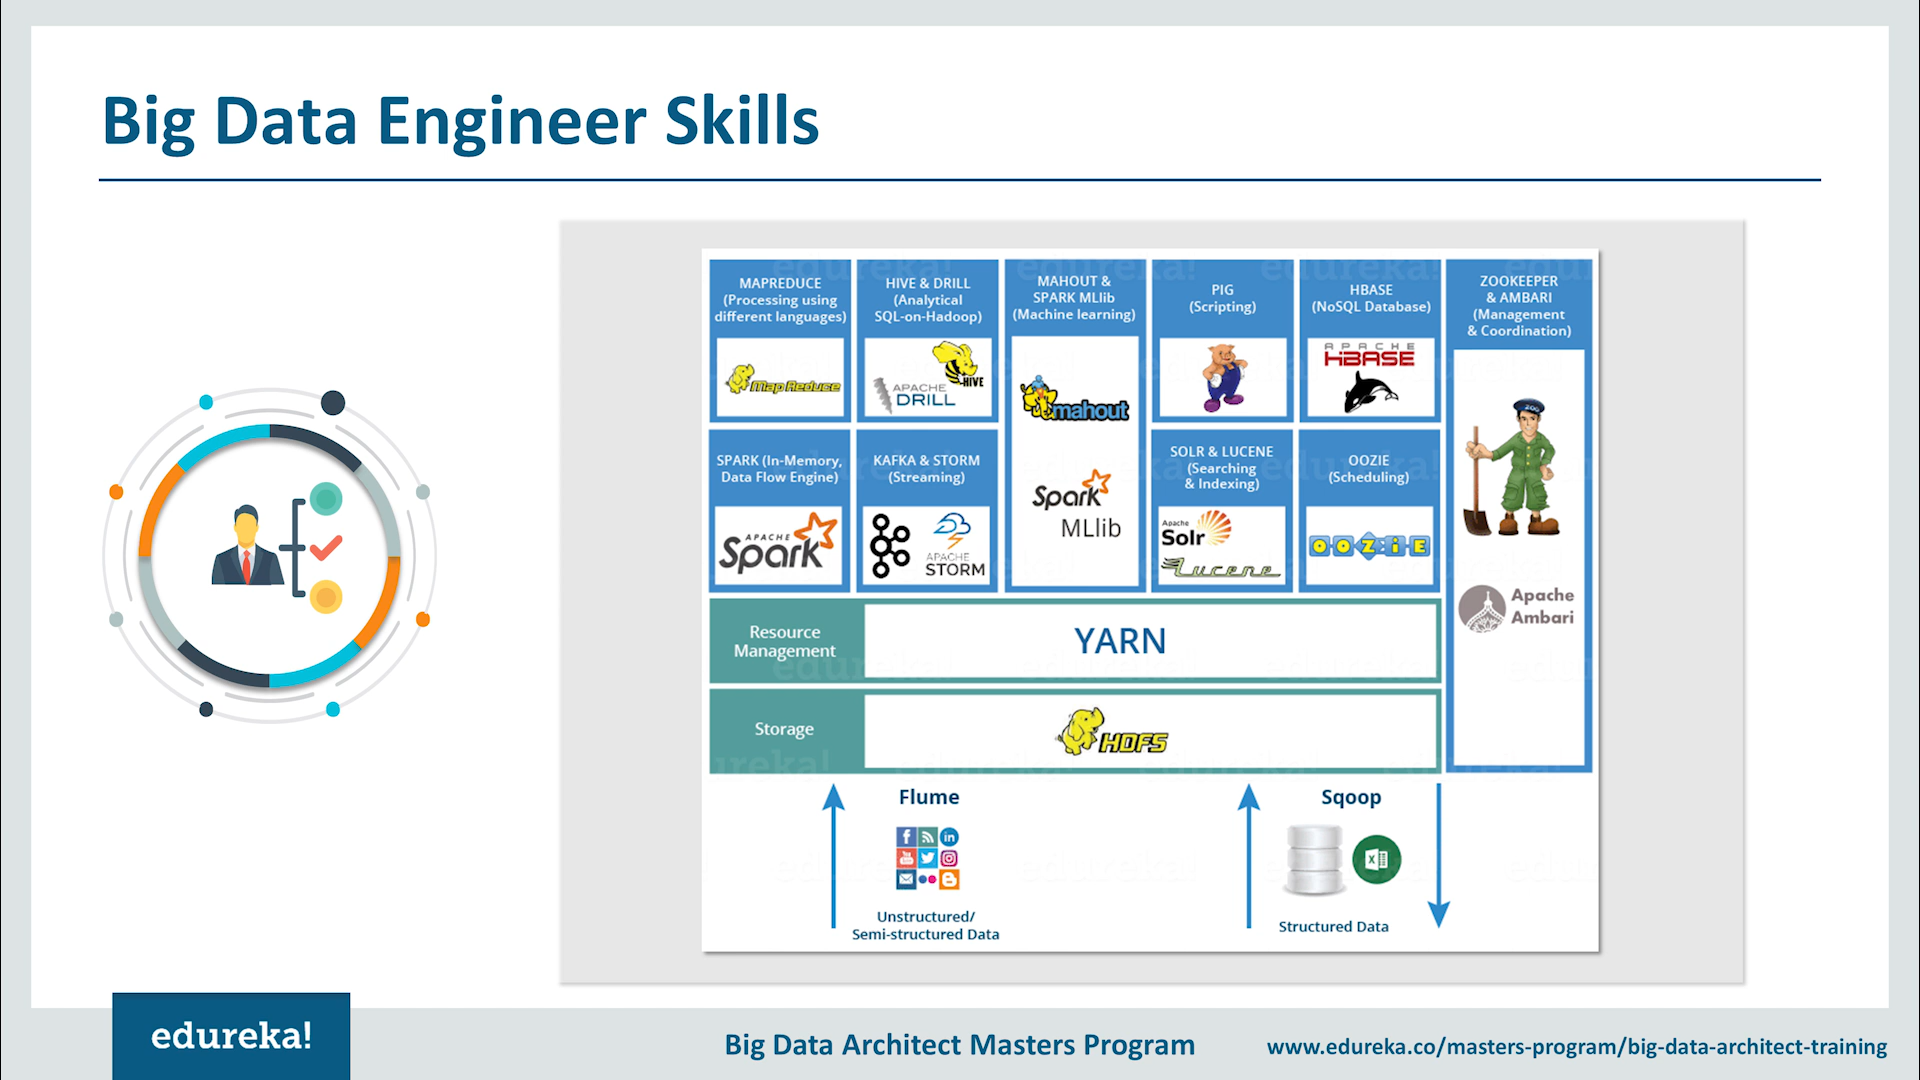 Big Data Engineer Skills
MAPREDUCE
(Processing using
different languages)
Map Reduce
HIVE & DRILL
(Analytical
SQL-on-Hadoop)
HIVE
APACHE
DRILL
MAHOUT &
SPARK MLlib
(Machine learning)
mahout
Spark
MLlib
PIG
(Scripting)
HBASE
(NoSQL Database)
APACHE
HBASE
ZOOKEEPER
& AMBARI
(Management
& Coordination)
ZOO
Apache
Ambari
SPARK (In-Memory,
Data Flow Engine)
APACHE
Spark
KAFKA & STORM
(Streaming)
APACHE
STORM
SOLR & LUCENE
(Searching
& Indexing)
Apache
Solr
Lucene
OOZIE
(Scheduling)
OOZIE
Resource
Management
YARN
Storage
HDFS
Flume
Unstructured/
Semi-structured Data
Sqoop
Structured Data
edureka!
Big Data Architect Masters Program
www.edureka.co/masters-program/big-data-architect-training